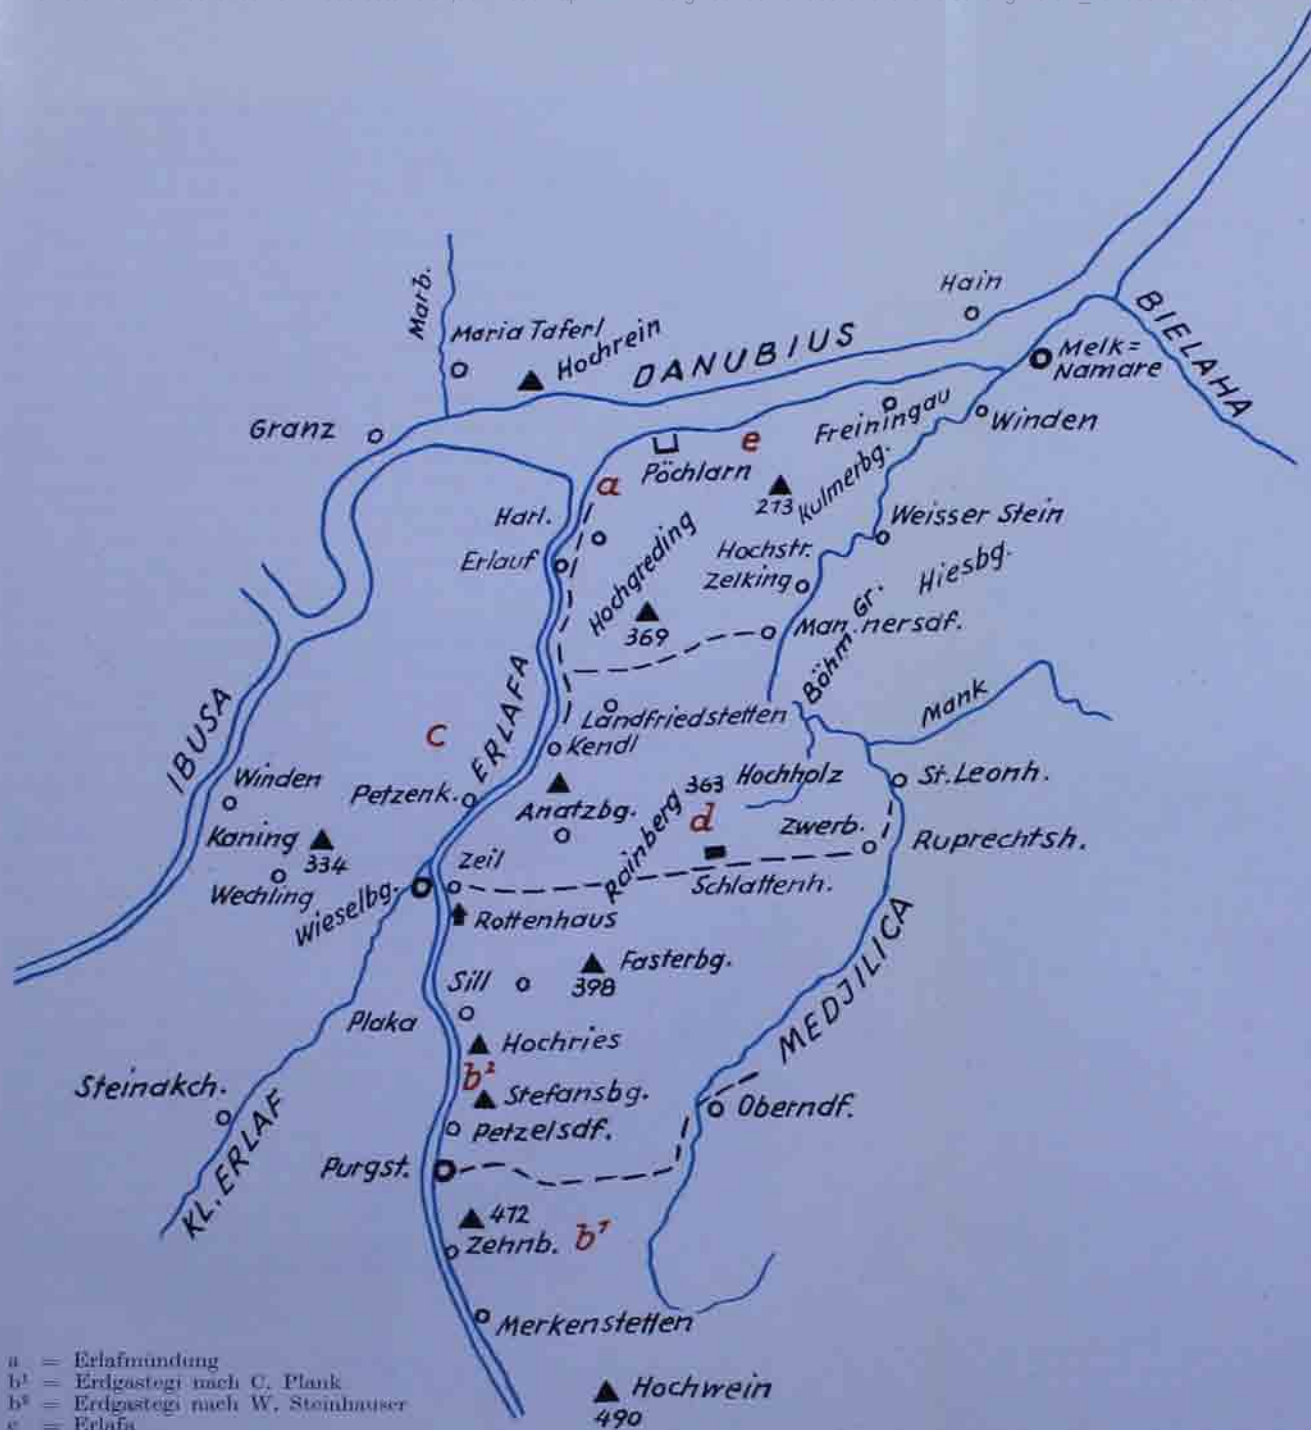 Hain
Marb.
Maria Taferl
Hochrein
DANUBIUS
BIELAHA
Melk=
Namare
Granz
Freiningau
Winden
e
Pöchlarn
a
273
Kulmerbg.
Harl.
Weisser Stein
Erlauf
Hochgreding
Hochstr.
Zelking
Hiesbg.
Gr.
369
Mannersdf.
Böhm.
ERLAFA
Landfriedstetten
Mank
c
Kendl
IBUSA
Winden
Petzenk.
363
Hochholz
St.Leonh.
Anatzbg.
Rainberg
d
Zwerb.
Ruprechtsh.
Kaning
334
Wechling
Zeil
Schlattenh.
Wieselbg.
Rottenhaus
MEDJILICA
Fasterbg.
398
Sill
Plaka
Hochries
b²
Steinakch.
Stefansbg.
Oberndf.
KL.ERLAF
Petzelsdf.
Purgst.
472
b¹
Zehnb.
Merkenstetten
Hochwein
490
a = Erlafmündung
b¹ = Erdgastegi nach C. Plank
b² = Erdgastegi nach W. Steinhauser
c = Erlafa